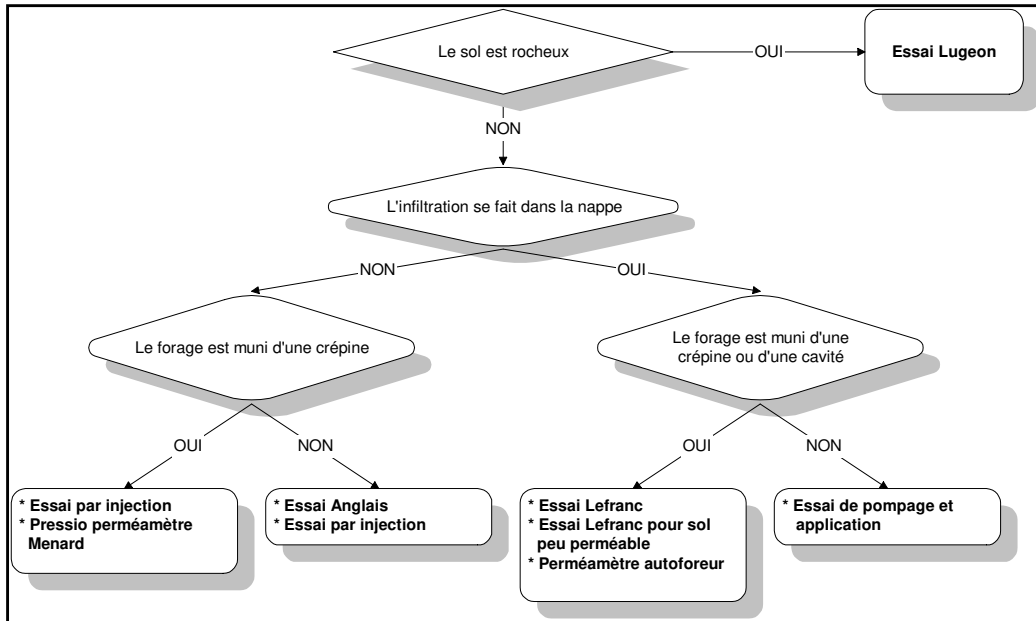 Le sol est rocheux
OUI
Essai Lugeon
NON
L'infiltration se fait dans la nappe
NON
OUI
Le forage est muni d'une crépine
Le forage est muni d'une
crépine ou d'une cavité
OUI
NON
OUI
NON
* Essai par injection
* Pressio perméamètre
Menard
* Essai Anglais
* Essai par injection
* Essai Lefranc
* Essai Lefranc pour sol
peu perméable
* Perméamètre autoforeur
* Essai de pompage et
application